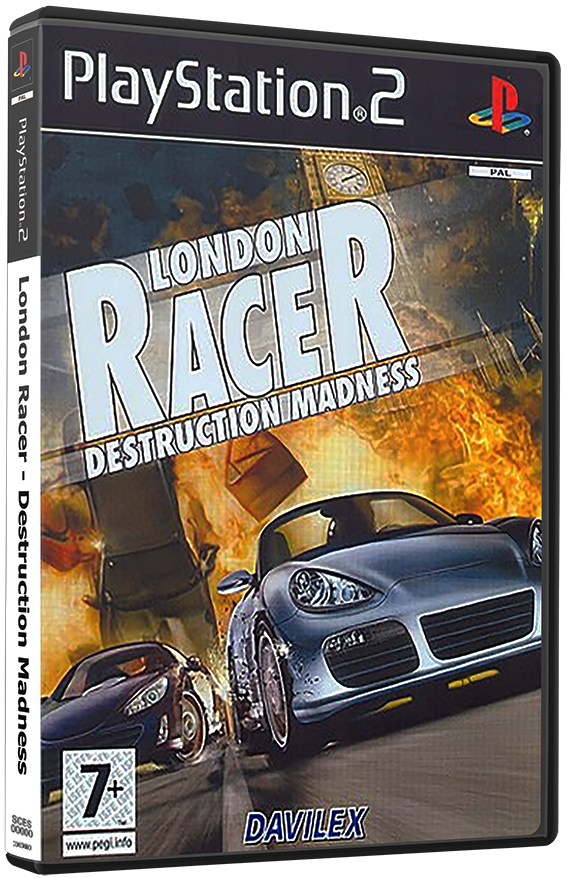 PlayStation®2
PAL
LONDON
RACER
DESTRUCTION MADNESS
7+
www.pegi.info
DAVILEX
PAL
PlayStation®2
London Racer - Destruction Madness
SCES
00000